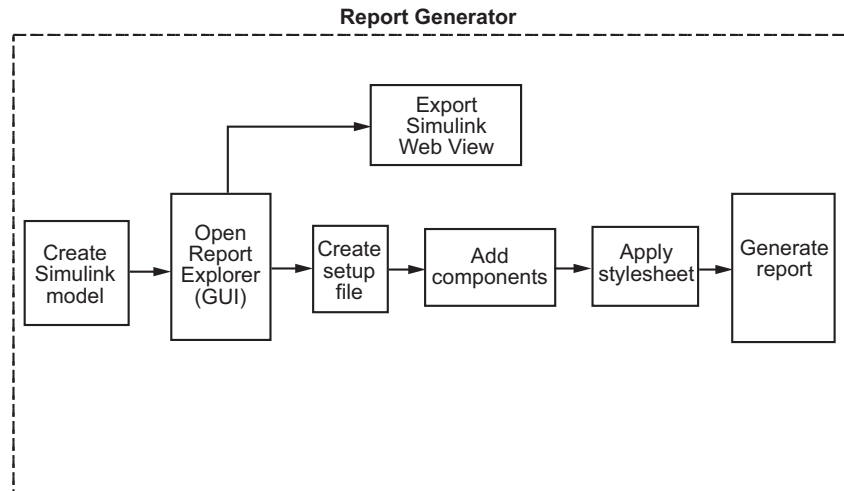 Report Generator
Export
Simulink
Web View
Create
Simulink
model
Open
Report
Explorer
(GUI)
Create
setup
file
Add
components
Apply
stylesheet
Generate
report